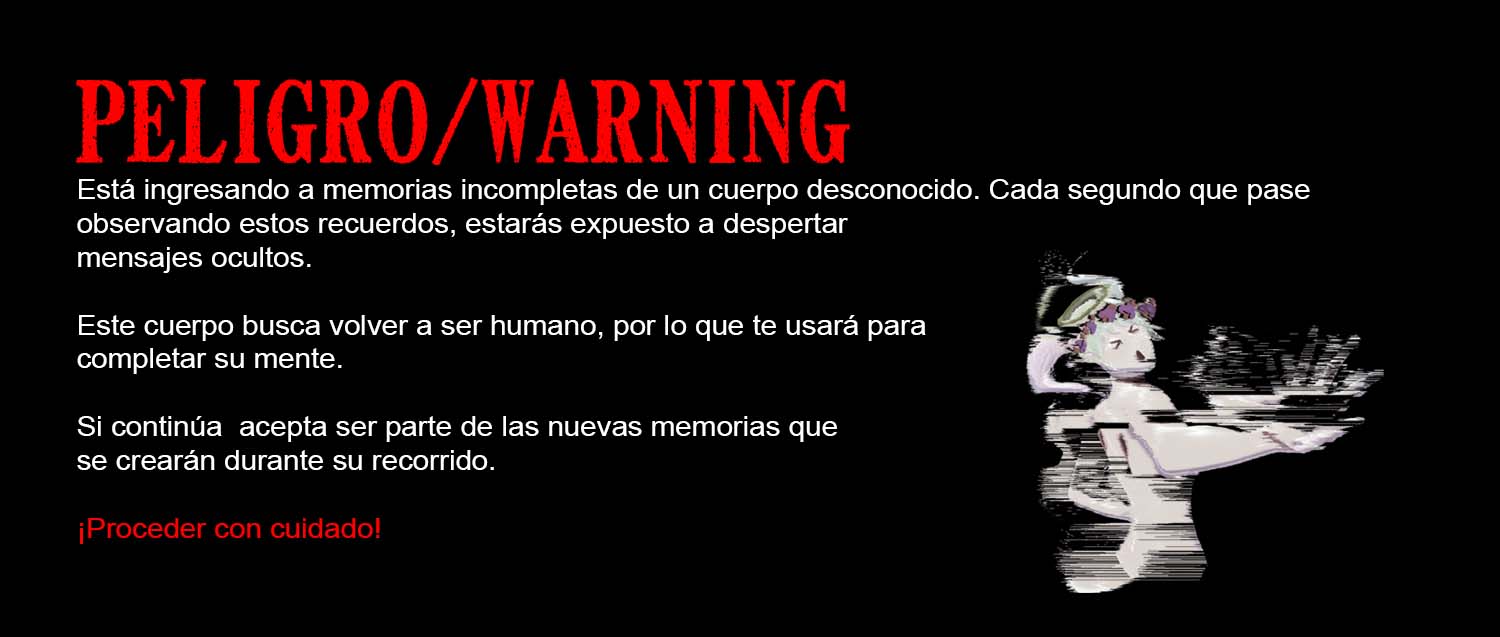 PELIGRO/WARNING
Está ingresando a memorias incompletas de un cuerpo desconocido. Cada segundo que pase
observando estos recuerdos, estarás expuesto a despertar
mensajes ocultos.
Este cuerpo busca volver a ser humano, por lo que te usará para
completar su mente.
Si continúa  acepta ser parte de las nuevas memorias que
se crearán durante su recorrido.
¡Proceder con cuidado!